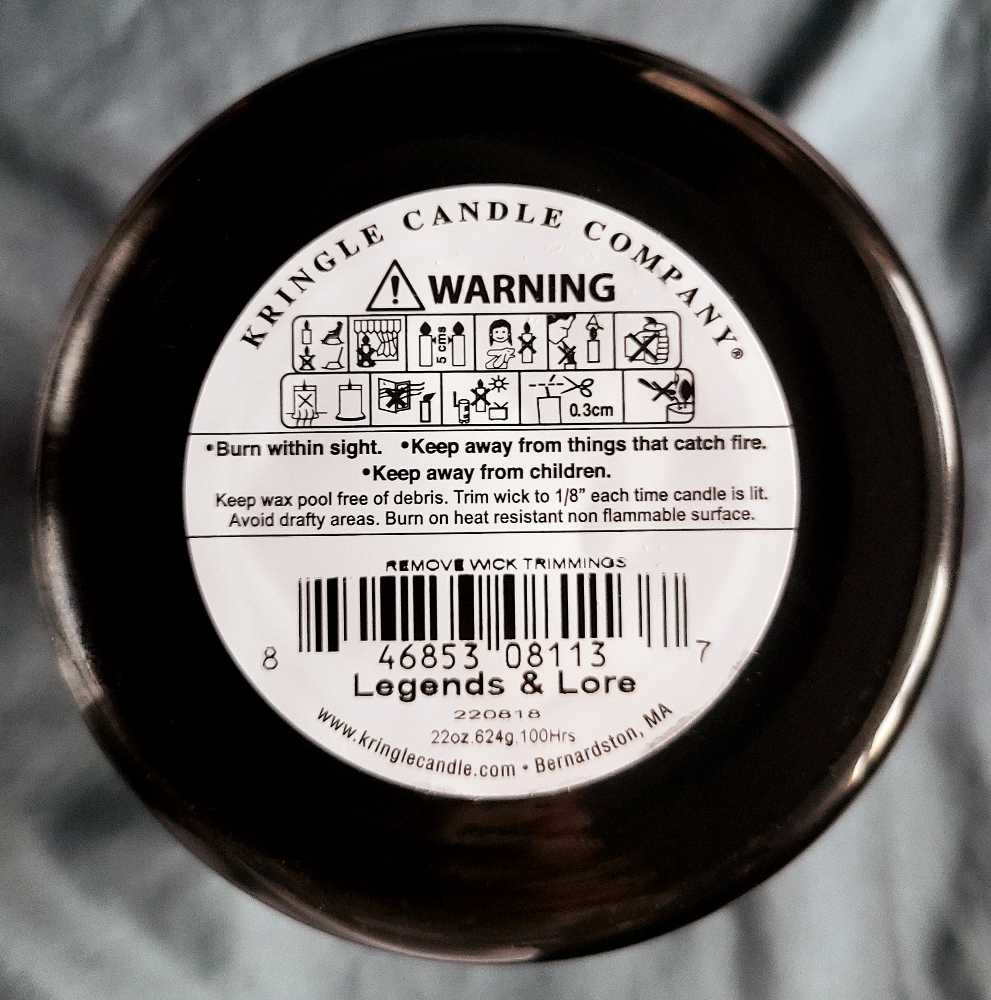 KRINGLE CANDLE COMPANY®
WARNING
5 cms
0.3cm
•Burn within sight. •Keep away from things that catch fire.
•Keep away from children.
Keep wax pool free of debris. Trim wick to 1/8” each time candle is lit.
Avoid drafty areas. Burn on heat resistant non flammable surface.
REMOVE WICK TRIMMINGS
8 46853 08113 7
Legends & Lore
220818
22oz.624g.100Hrs
www.kringlecandle.com • Bernardston, MA